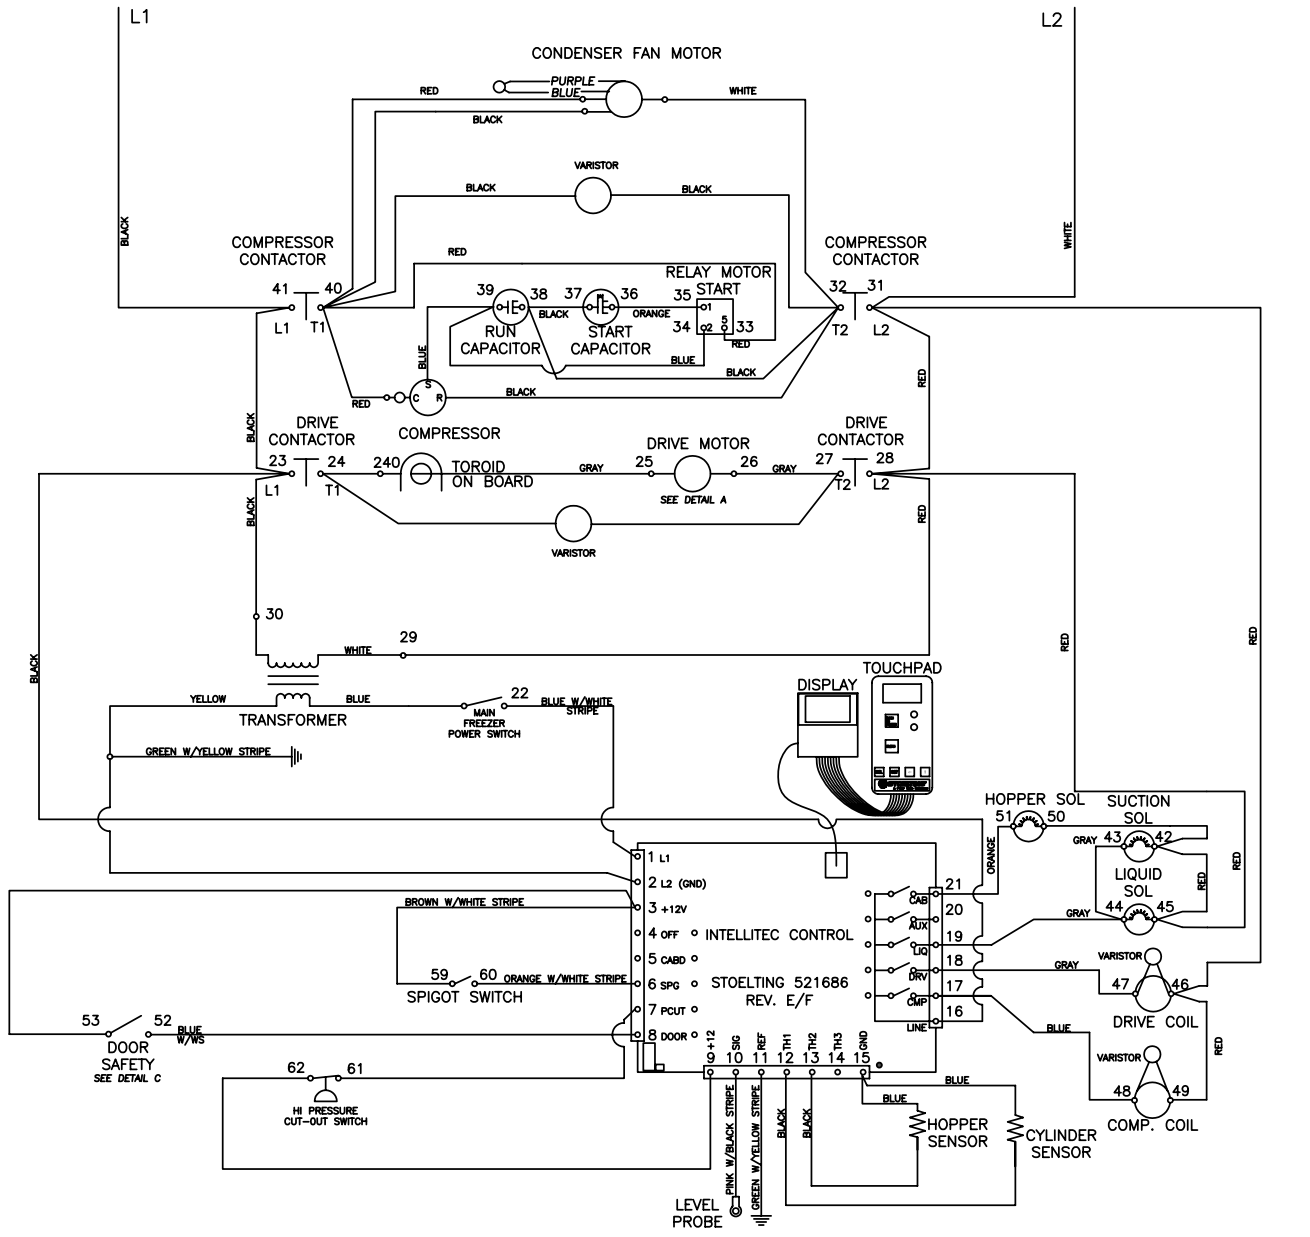 L1
L2
CONDENSER FAN MOTOR
PURPLE
BLUE
RED
WHITE
BLACK
VARISTOR
BLACK
BLACK
BLACK
WHITE
COMPRESSOR
CONTACTOR
COMPRESSOR
CONTACTOR
RED
RELAY MOTOR
START
41
40
39
38
37
36
35
32
31
1
BLACK
ORANGE
L1
T1
RUN
CAPACITOR
START
CAPACITOR
34
2
5
33
T2
L2
RED
BLUE
BLUE
BLACK
RED
S
C
R
RED
BLACK
BLACK
DRIVE
CONTACTOR
COMPRESSOR
DRIVE MOTOR
DRIVE
CONTACTOR
23
24
240
TOROID
ON BOARD
GRAY
25
26
GRAY
27
28
L1
T1
SEE DETAIL A
T2
L2
BLACK
RED
VARISTOR
30
29
WHITE
BLACK
RED
RED
YELLOW
BLUE
22
BLUE W/WHITE
STRIPE
TRANSFORMER
MAIN
FREEZER
POWER SWITCH
GREEN W/YELLOW STRIPE
DISPLAY
TOUCHPAD
HOPPER SOL
51
50
SUCTION
SOL
GRAY
43
42
ORANGE
RED
RED
LIQUID
SOL
GRAY
44
45
1 L1
2 L2 (GND)
3 +12V
4 OFF
5 CABD
6 SPG
7 PCUT
8 DOOR
BROWN W/WHITE STRIPE
INTELLITEC CONTROL
STOELTING 521686
REV. E/F
21
CAB
20
AUX
19
LIQ
18
DRV
17
CMP
16
LINE
59
60
ORANGE W/WHITE STRIPE
SPIGOT SWITCH
VARISTOR
GRAY
47
46
DRIVE COIL
53
52
BLUE
W/WS
DOOR
SAFETY
SEE DETAIL C
BLUE
RED
VARISTOR
+12
SIG
REF
TH1
TH2
TH3
GND
9
10
11
12
13
14
15
62
61
HI PRESSURE
CUT-OUT SWITCH
BLUE
BLUE
48
49
COMP. COIL
PINK W/BLACK STRIPE
GREEN W/YELLOW STRIPE
BLACK
BLACK
HOPPER
SENSOR
CYLINDER
SENSOR
LEVEL
PROBE